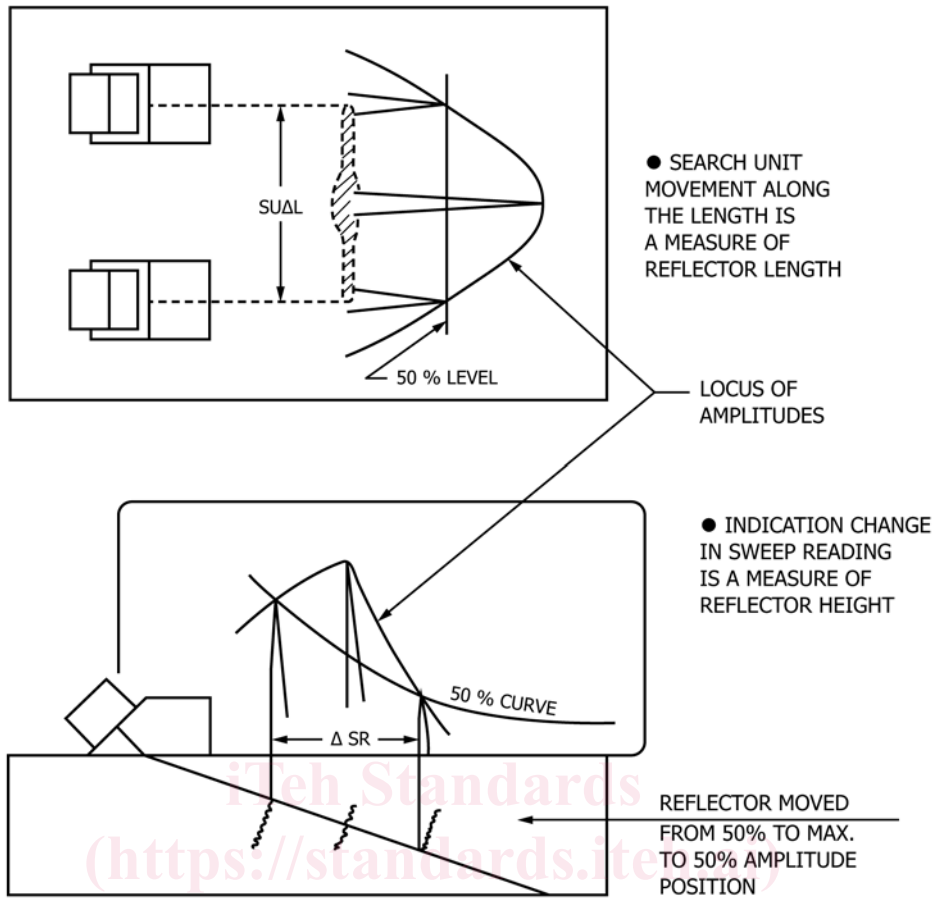 ● SEARCH UNIT
MOVEMENT ALONG
THE LENGTH IS
A MEASURE OF
REFLECTOR LENGTH
SU∆L
50 % LEVEL
LOCUS OF
AMPLITUDES
● INDICATION CHANGE
IN SWEEP READING
IS A MEASURE OF
REFLECTOR HEIGHT
50 % CURVE
∆ SR
iTeh Standards
(https://standards.iteh.ai)
REFLECTOR MOVED
FROM 50% TO MAX.
TO 50% AMPLITUDE
POSITION